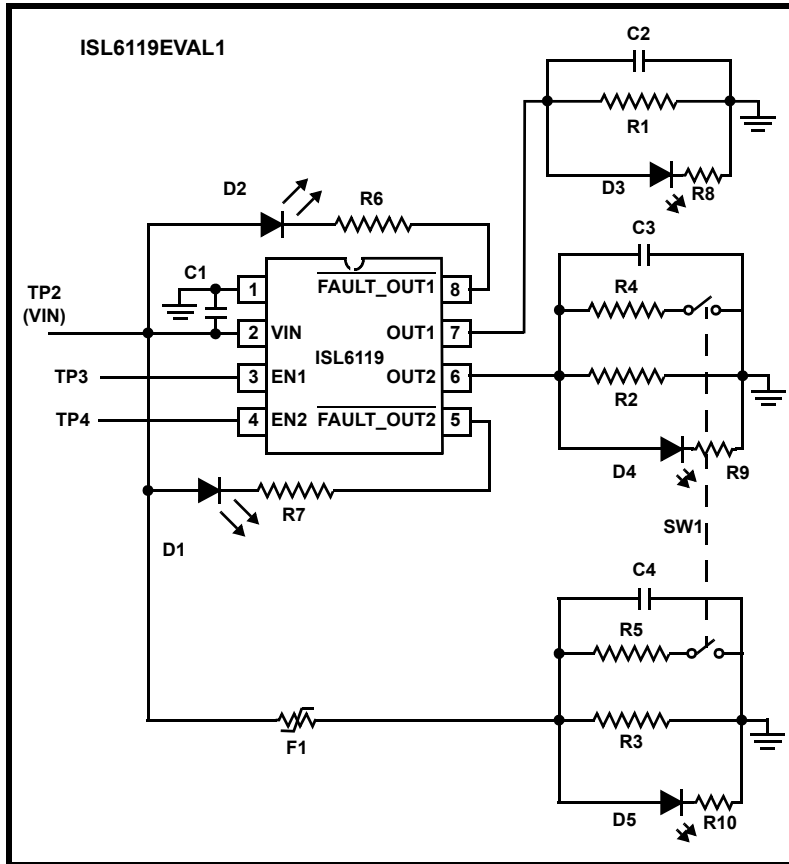 ISL6119EVAL1
C2
R1
D3
R8
D2
R6
C3
C1
R4
TP2
(VIN)
1
FAULT_OUT1
8
2
VIN
OUT1
7
ISL6119
TP3
3
EN1
OUT2
6
R2
TP4
4
EN2
FAULT_OUT2
5
D4
R9
R7
D1
SW1
C4
R5
R3
F1
D5
R10